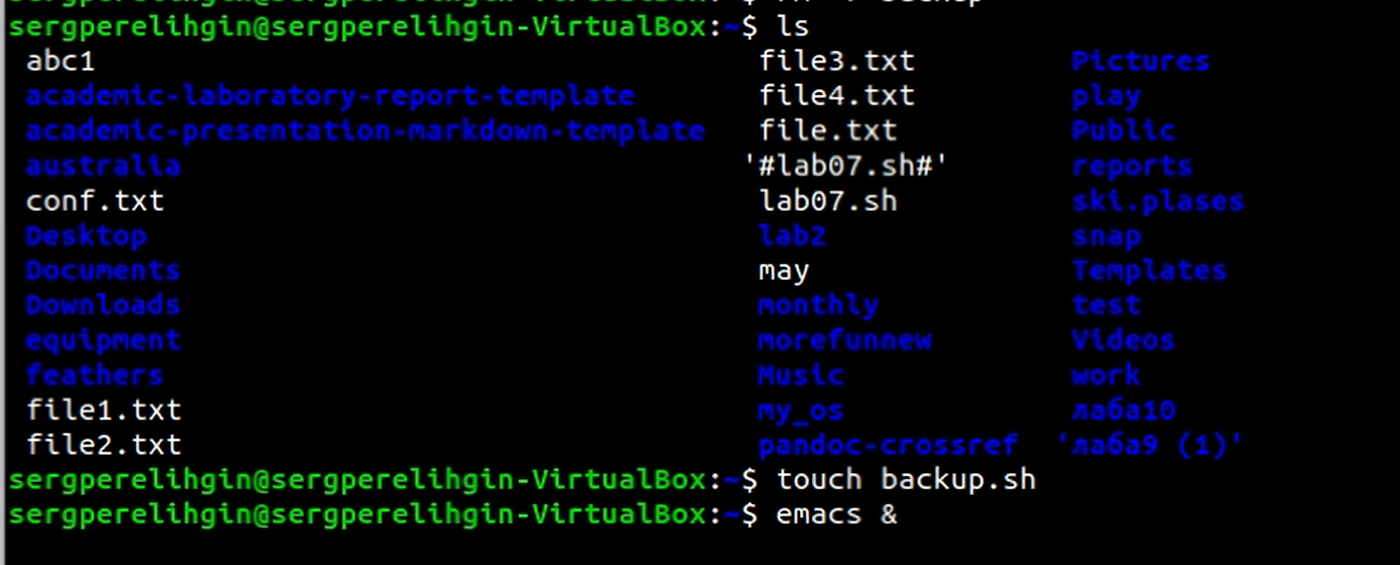 sergperelihgin@sergperelihgin-VirtualBox:~$ ls
abc1 file3.txt Pictures
academic-laboratory-report-template file4.txt play
academic-presentation-markdown-template file.txt Public
australia '#lab07.sh#' reports
conf.txt lab07.sh ski.plases
Desktop lab2 snap
Documents may Templates
Downloads monthly test
equipment morefunnew Videos
feathers Music work
file1.txt my_os лаба10
file2.txt pandoc-crossref 'лаба9 (1)'
sergperelihgin@sergperelihgin-VirtualBox:~$ touch backup.sh
sergperelihgin@sergperelihgin-VirtualBox:~$ emacs &